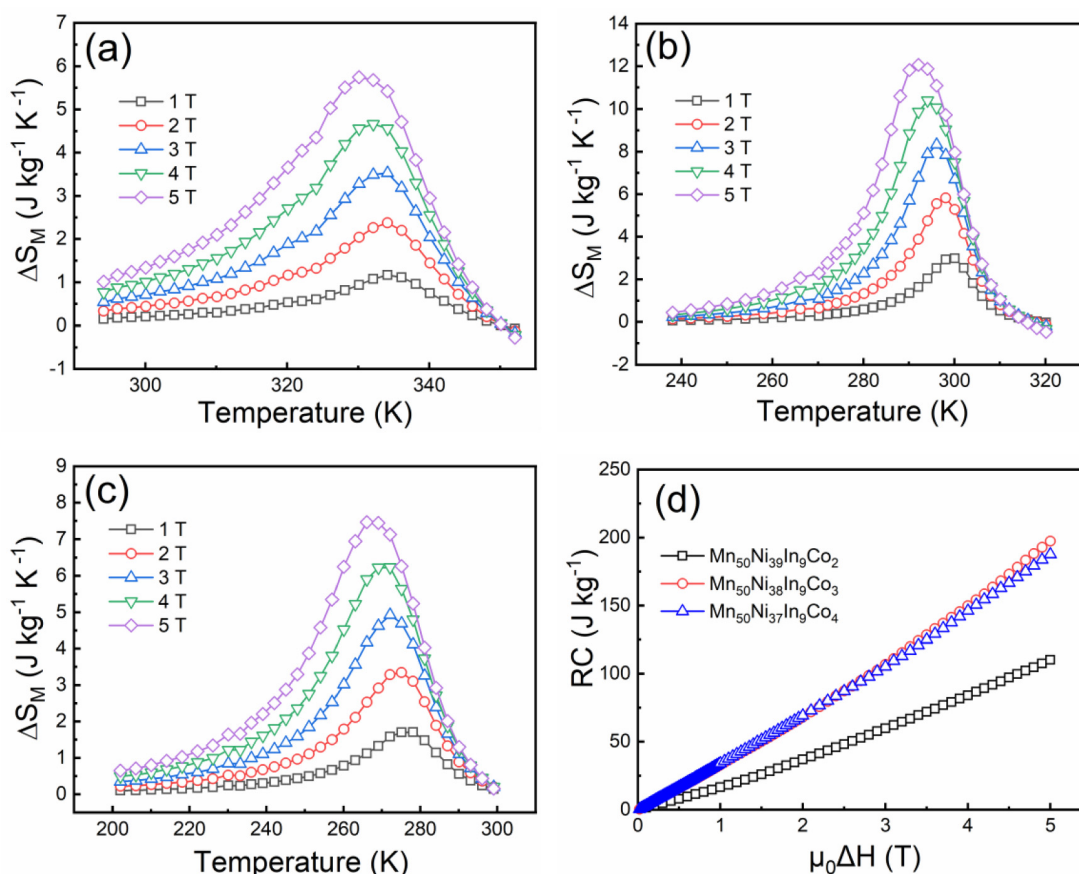 (a)
1 T
2 T
3 T
4 T
5 T
ΔS_M (J kg⁻¹ K⁻¹)
7
6
5
4
3
2
1
0
-1
300
320
340
Temperature (K)
(b)
1 T
2 T
3 T
4 T
5 T
ΔS_M (J kg⁻¹ K⁻¹)
14
12
10
8
6
4
2
0
-2
240
260
280
300
320
Temperature (K)
(c)
1 T
2 T
3 T
4 T
5 T
ΔS_M (J kg⁻¹ K⁻¹)
9
8
7
6
5
4
3
2
1
0
200
220
240
260
280
300
Temperature (K)
(d)
Mn₅₀Ni₃₉In₉Co₂
Mn₅₀Ni₃₈In₉Co₃
Mn₅₀Ni₃₇In₉Co₄
RC (J kg⁻¹)
250
200
150
100
50
0
0
1
2
3
4
5
μ₀ΔH (T)